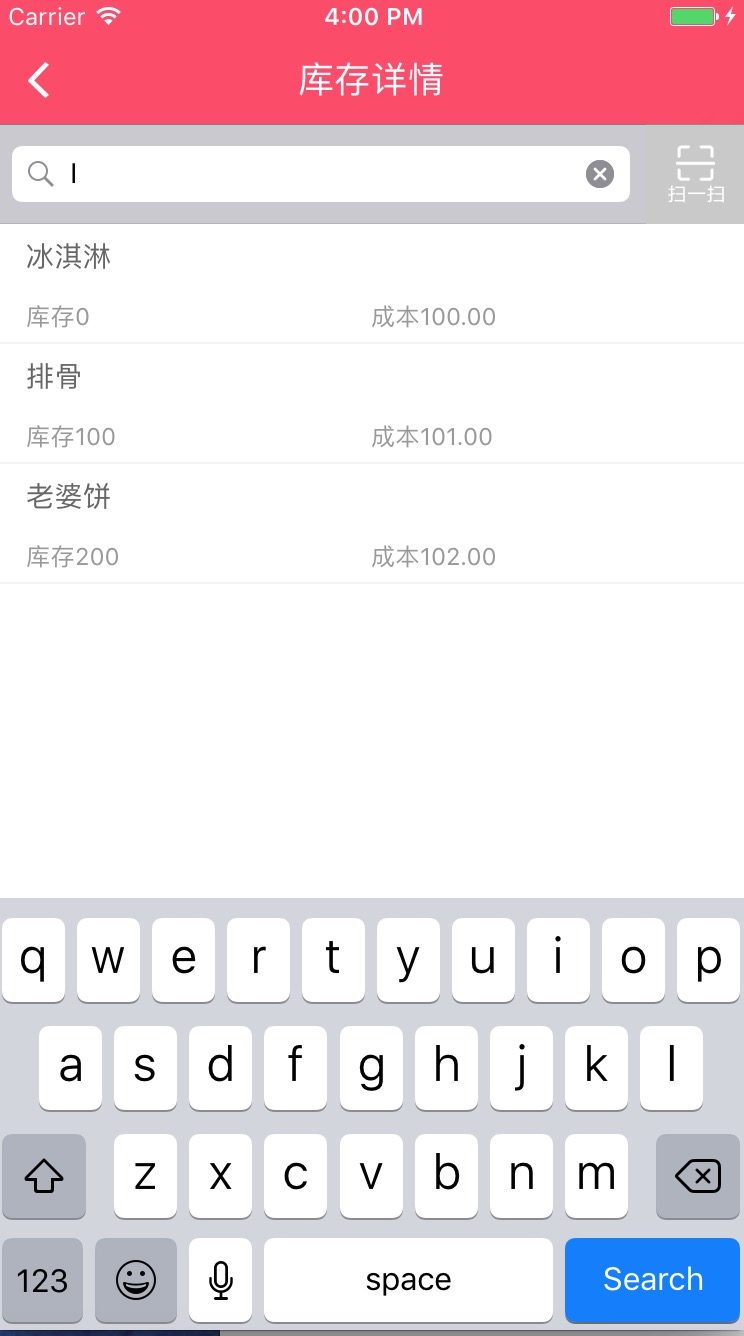 Carrier 4:00 PM
库存详情
l
扫一扫
冰淇淋
库存0 成本100.00
排骨
库存100 成本101.00
老婆饼
库存200 成本102.00
q w e r t y u i o p
a s d f g h j k l
z x c v b n m
123 space Search